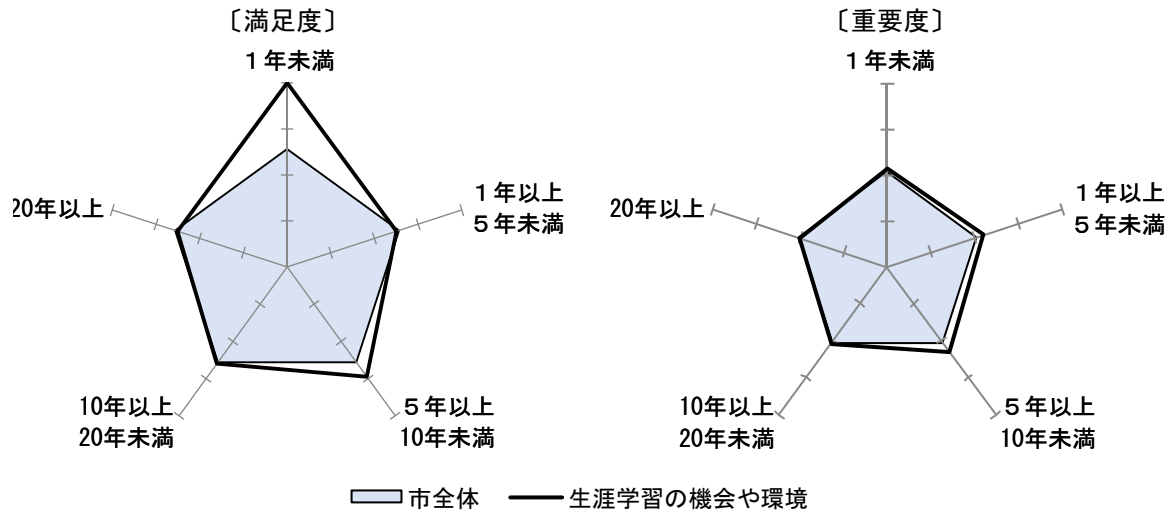 〔満足度〕
１年未満
１年以上
５年未満
５年以上
10年未満
10年以上
20年未満
20年以上
〔重要度〕
１年未満
１年以上
５年未満
５年以上
10年未満
10年以上
20年未満
20年以上
市全体
生涯学習の機会や環境